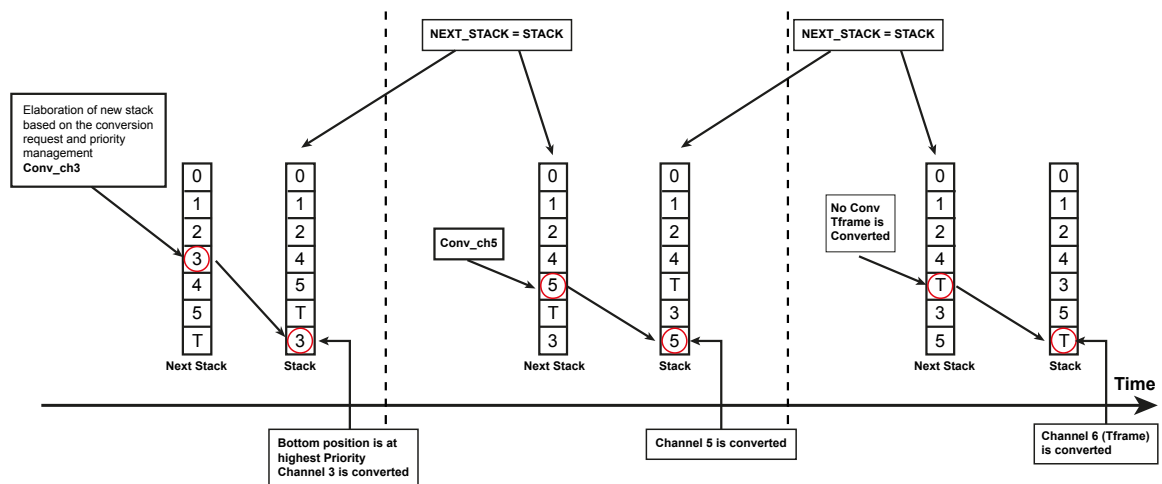 NEXT_STACK = STACK
NEXT_STACK = STACK
Elaboration of new stack
based on the conversion
request and priority
management
Conv_ch3
0
1
2
3
4
5
T
Next Stack
0
1
2
4
5
T
3
Stack
Bottom position is at
highest Priority
Channel 3 is converted
Conv_ch5
0
1
2
4
5
T
3
Next Stack
0
1
2
4
T
3
5
Stack
Channel 5 is converted
No Conv
Tframe is
Converted
0
1
2
4
T
3
5
Next Stack
0
1
2
4
3
5
T
Stack
Time
Channel 6 (Tframe)
is converted